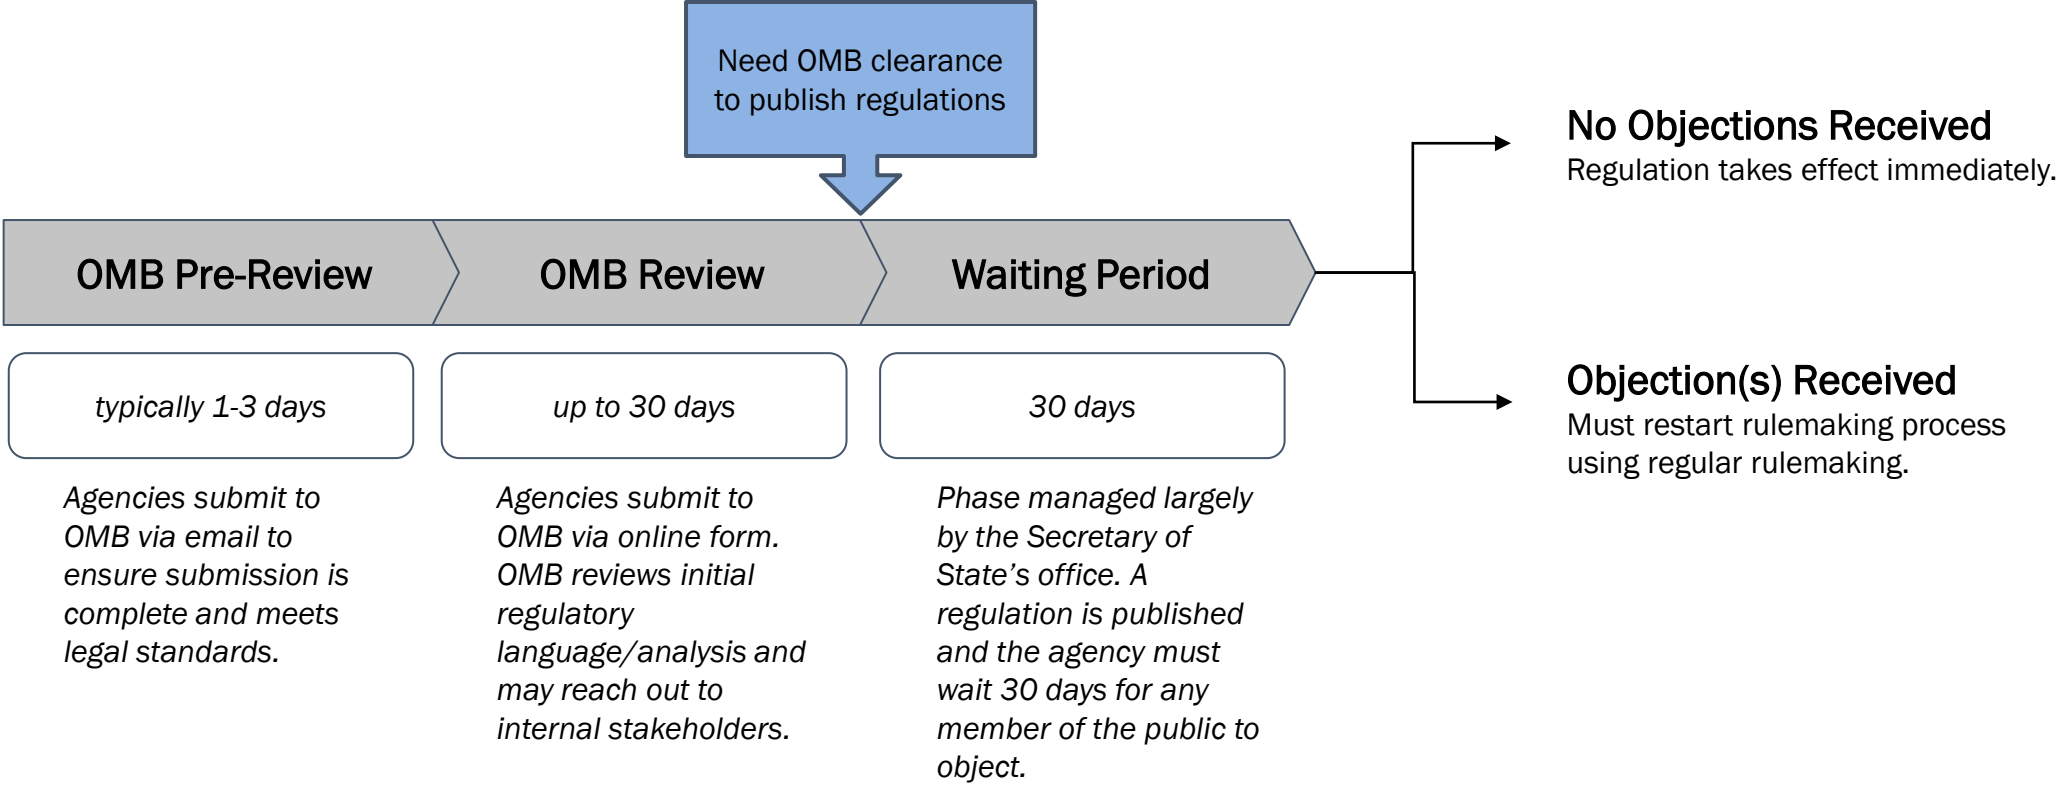 Need OMB clearance
to publish regulations
No Objections Received
Regulation takes effect immediately.
OMB Pre-Review
OMB Review
Waiting Period
Objection(s) Received
Must restart rulemaking process
using regular rulemaking.
typically 1-3 days
up to 30 days
30 days
Agencies submit to
OMB via email to
ensure submission is
complete and meets
legal standards.
Agencies submit to
OMB via online form.
OMB reviews initial
regulatory
language/analysis and
may reach out to
internal stakeholders.
Phase managed largely
by the Secretary of
State’s office. A
regulation is published
and the agency must
wait 30 days for any
member of the public to
object.